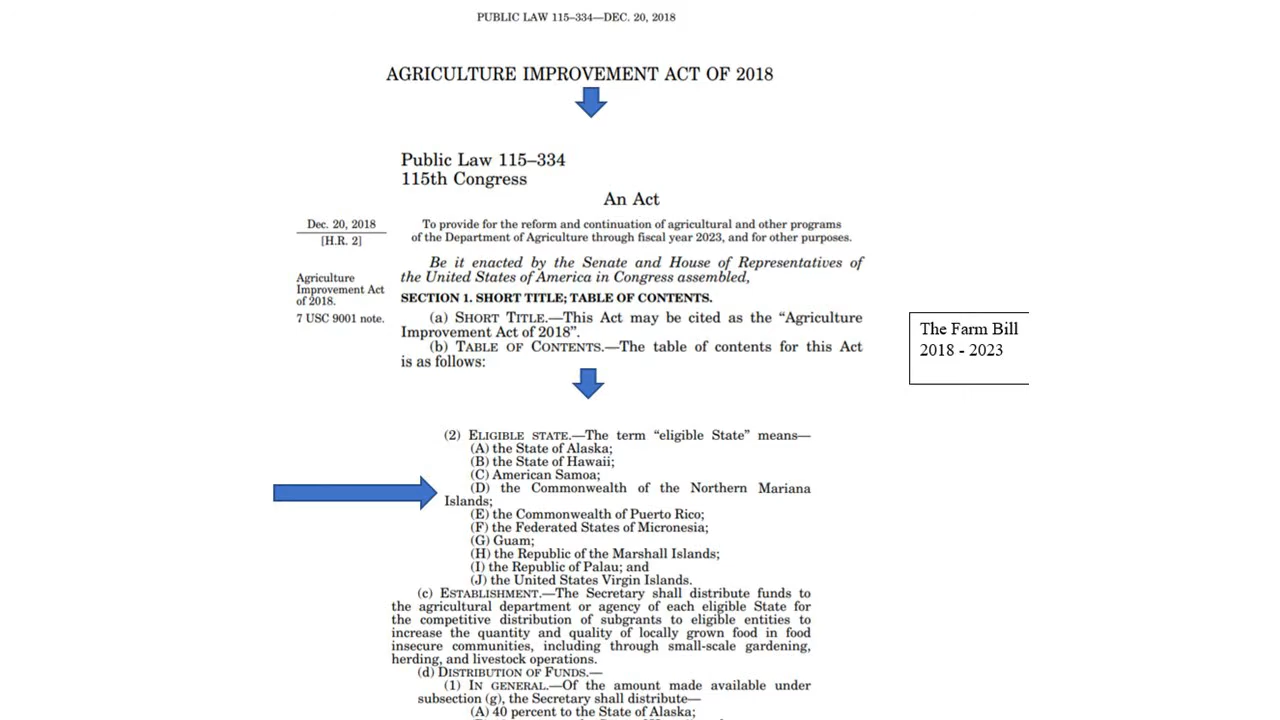 PUBLIC LAW 115–334—DEC. 20, 2018
AGRICULTURE IMPROVEMENT ACT OF 2018
Public Law 115–334
115th Congress
An Act
Dec. 20, 2018
[H.R. 2]
To provide for the reform and continuation of agricultural and other programs
of the Department of Agriculture through fiscal year 2023, and for other purposes.
Be it enacted by the Senate and House of Representatives of
the United States of America in Congress assembled,
Agriculture
Improvement Act
of 2018.
7 USC 9001 note.
SECTION 1. SHORT TITLE; TABLE OF CONTENTS.
(a) SHORT TITLE.—This Act may be cited as the “Agriculture
Improvement Act of 2018”.
(b) TABLE OF CONTENTS.—The table of contents for this Act
is as follows:
The Farm Bill
2018 - 2023
(2) ELIGIBLE STATE.—The term “eligible State” means—
(A) the State of Alaska;
(B) the State of Hawaii;
(C) American Samoa;
(D) the Commonwealth of the Northern Mariana
Islands;
(E) the Commonwealth of Puerto Rico;
(F) the Federated States of Micronesia;
(G) Guam;
(H) the Republic of the Marshall Islands;
(I) the Republic of Palau; and
(J) the United States Virgin Islands.
(c) ESTABLISHMENT.—The Secretary shall distribute funds to
the agricultural department or agency of each eligible State for
the competitive distribution of subgrants to eligible entities to
increase the quantity and quality of locally grown food in food
insecure communities, including through small-scale gardening,
herding, and livestock operations.
(d) DISTRIBUTION OF FUNDS.—
(1) IN GENERAL.—Of the amount made available under
subsection (g), the Secretary shall distribute—
(A) 40 percent to the State of Alaska;